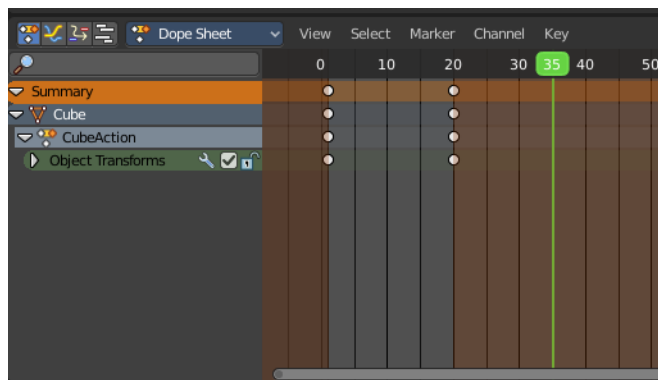 Dope Sheet View Select Marker Channel Key
0 10 20 30 35 40 50
Summary
Cube
CubeAction
Object Transforms